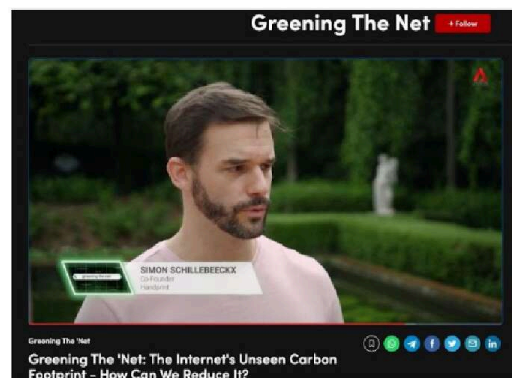 Greening The Net
+ Follow
SIMON SCHILLEBEECKX
Co-Founder
Handprint
Greening The 'Net
Greening The 'Net: The Internet's Unseen Carbon
Footprint - How Can We Reduce It?